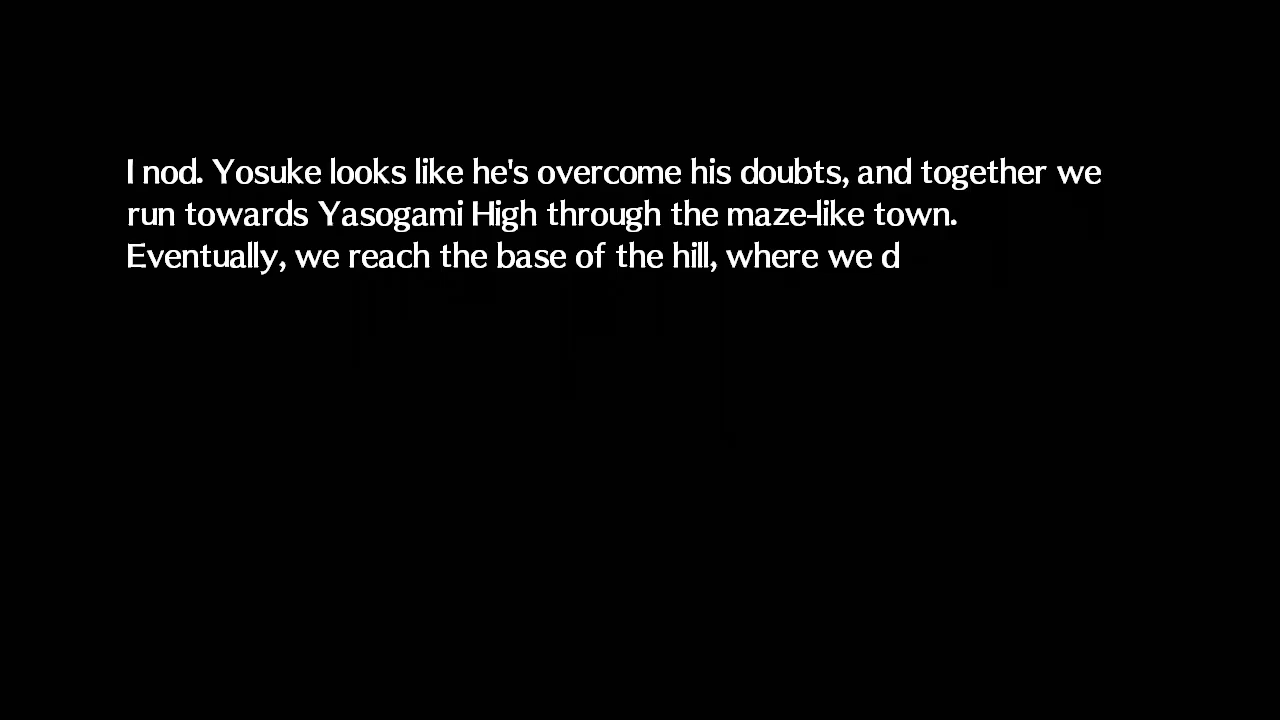 I nod. Yosuke looks like he's overcome his doubts, and together we
run towards Yasogami High through the maze-like town.
Eventually, we reach the base of the hill, where we d